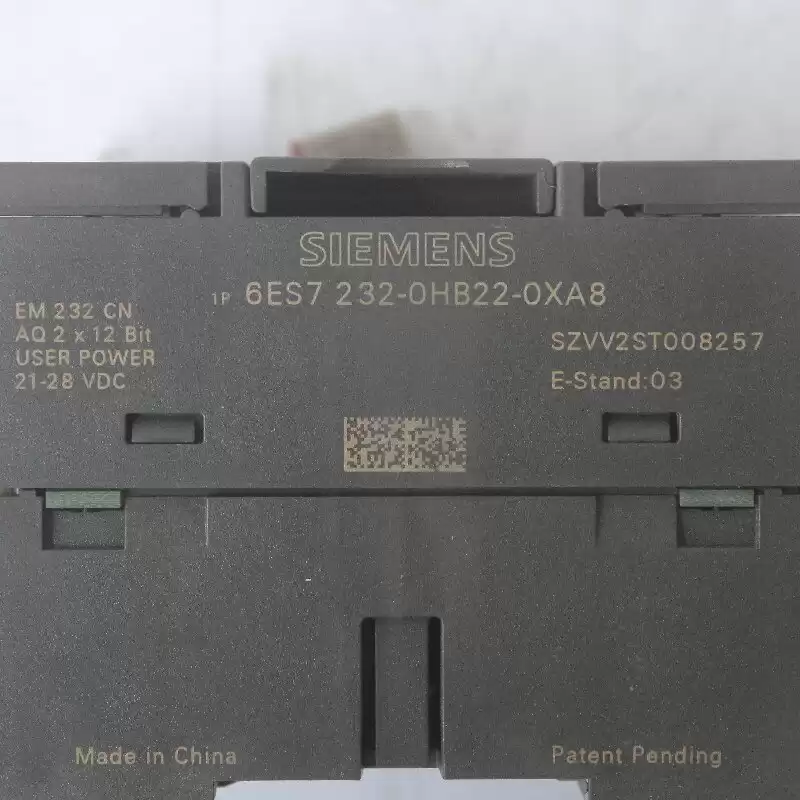 SIEMENS
1P 6ES7 232-0HB22-0XA8
EM 232 CN
AQ 2 x 12 Bit
USER POWER
21-28 VDC
SZVV2ST008257
E-Stand:03
Made in China
Patent Pending